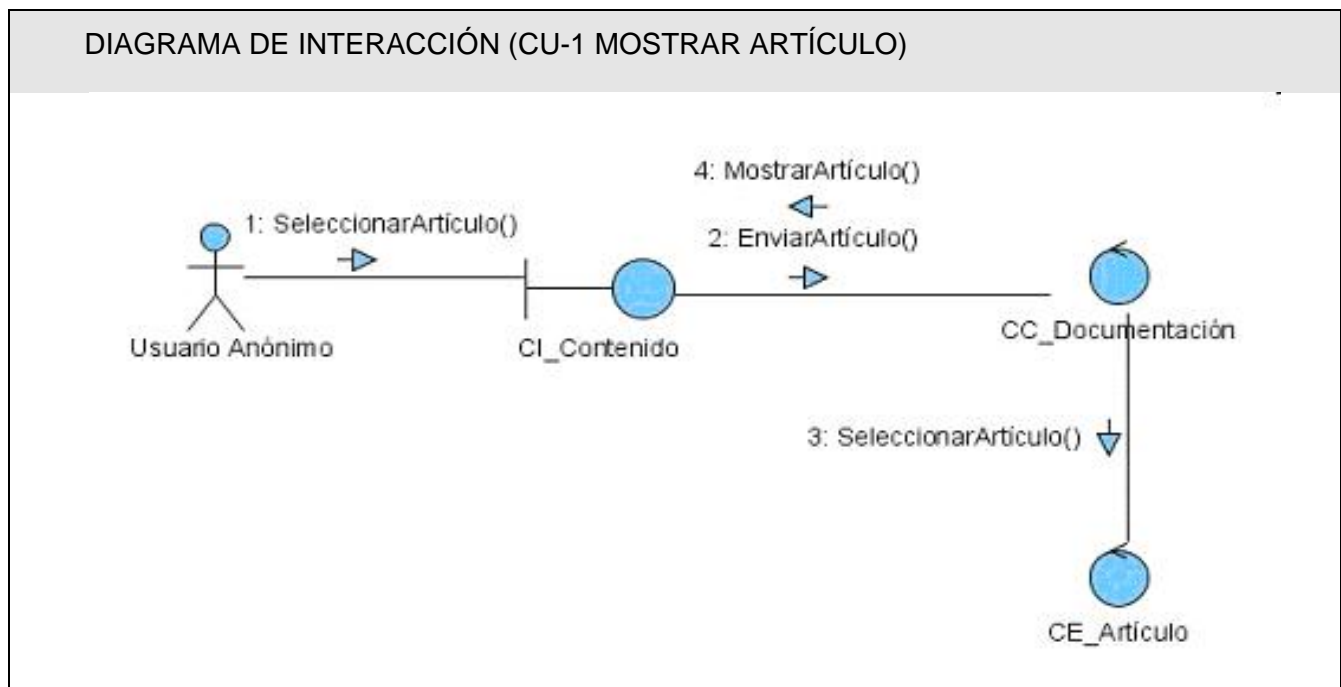 DIAGRAMA DE INTERACCIÓN (CU-1 MOSTRAR ARTÍCULO)
4: MostrarArtículo()
1: SeleccionarArtículo()
2: EnviarArtículo()
Usuario Anónimo
CI_Contenido
CC_Documentación
3: SeleccionarArtículo()
CE_Artículo